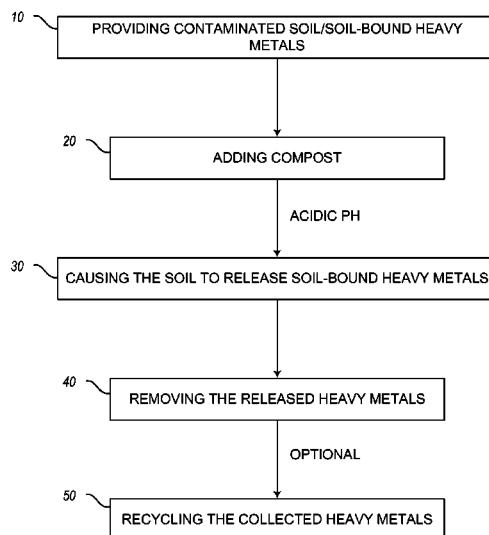 10
PROVIDING CONTAMINATED SOIL/SOIL-BOUND HEAVY
METALS
20
ADDING COMPOST
ACIDIC PH
30
CAUSING THE SOIL TO RELEASE SOIL-BOUND HEAVY METALS
40
REMOVING THE RELEASED HEAVY METALS
OPTIONAL
50
RECYCLING THE COLLECTED HEAVY METALS